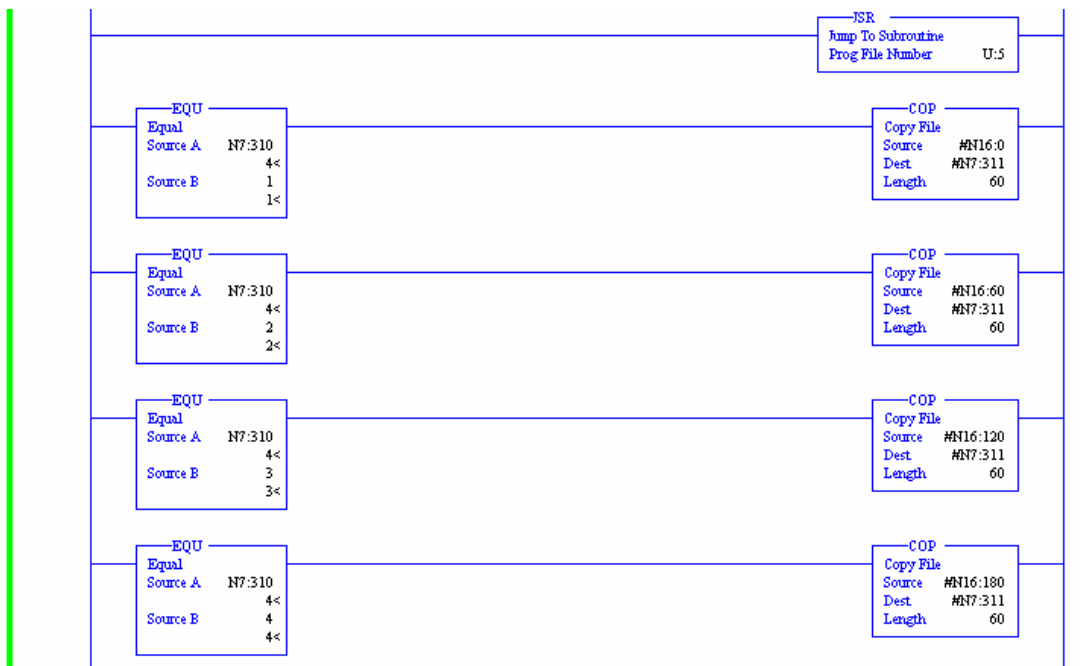 JSR
Jump To Subroutine
Prog File Number U:5
EQU
Equal
Source A N7:310
4<
Source B 1
1<
COP
Copy File
Source #N16:0
Dest #N7:311
Length 60
EQU
Equal
Source A N7:310
4<
Source B 2
2<
COP
Copy File
Source #N16:60
Dest #N7:311
Length 60
EQU
Equal
Source A N7:310
4<
Source B 3
3<
COP
Copy File
Source #N16:120
Dest #N7:311
Length 60
EQU
Equal
Source A N7:310
4<
Source B 4
4<
COP
Copy File
Source #N16:180
Dest #N7:311
Length 60